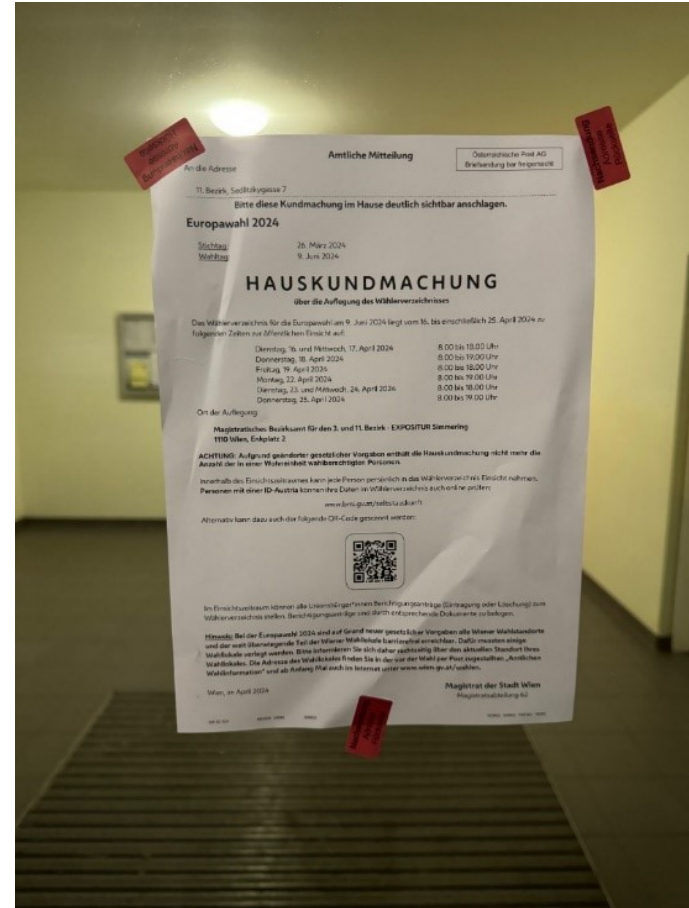 Amtliche Mitteilung
Österreichische Post AG
Briefsendung bar freigemacht
An die Adresse
11. Bezirk, Sedlitzkygasse 7
Bitte diese Kundmachung im Hause deutlich sichtbar anschlagen.
Europawahl 2024
Stichtag: 26. März 2024
Wahltag: 9. Juni 2024
HAUSKUNDMACHUNG
über die Auflegung des Wählerverzeichnisses
Das Wählerverzeichnis für die Europawahl am 9. Juni 2024 liegt vom 16. bis einschließlich 25. April 2024 zu
folgenden Zeiten zur öffentlichen Einsicht auf:
Dienstag, 16. und Mittwoch, 17. April 2024 8.00 bis 18.00 Uhr
Donnerstag, 18. April 2024 8.00 bis 19.00 Uhr
Freitag, 19. April 2024 8.00 bis 18.00 Uhr
Montag, 22. April 2024 8.00 bis 19.00 Uhr
Dienstag, 23. und Mittwoch, 24. April 2024 8.00 bis 18.00 Uhr
Donnerstag, 25. April 2024 8.00 bis 19.00 Uhr
Ort der Auflegung:
Magistratisches Bezirksamt für den 3. und 11. Bezirk - EXPOSITUR Simmering
1110 Wien, Enkplatz 2
ACHTUNG: Aufgrund geänderter gesetzlicher Vorgaben enthält die Hauskundmachung nicht mehr die
Anzahl der in einer Wohneinheit wahlberechtigten Personen.
Innerhalb des Einsichtszeitraumes kann jede Person persönlich in das Wählerverzeichnis Einsicht nehmen.
Personen mit einer ID-Austria können ihre Daten im Wählerverzeichnis auch online prüfen:
www.bmi.gv.at/selbstauskunft
Alternativ kann dazu auch der folgende QR-Code gescannt werden:
Im Einsichtszeitraum können alle Unionsbürger*innen Berichtigungsanträge (Eintragung oder Löschung) zum
Wählerverzeichnis stellen. Berichtigungsanträge sind durch entsprechende Dokumente zu belegen.
Hinweis: Bei der Europawahl 2024 sind auf Grund neuer gesetzlicher Vorgaben alle Wiener Wahlstandorte
und der weit überwiegende Teil der Wiener Wahllokale barrierefrei erreichbar. Dafür mussten einige
Wahllokale verlegt werden. Bitte informieren Sie sich daher rechtzeitig über den aktuellen Standort Ihres
Wahllokales. Die Adresse des Wahllokales finden Sie in der vor der Wahl per Post zugestellten „Amtlichen
Wahlinformation“ und ab Anfang Mai auch im Internet unter www.wien.gv.at/wahlen.
Wien, im April 2024
Magistrat der Stadt Wien
Magistratsabteilung 62